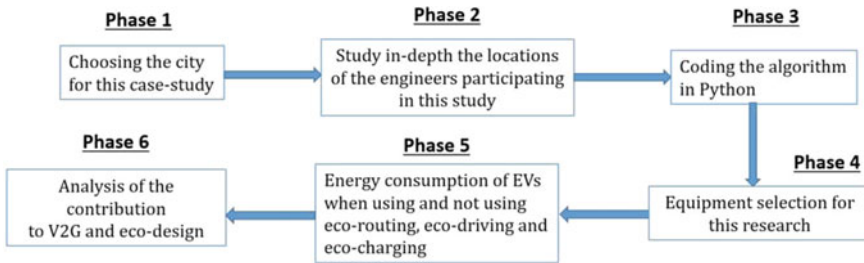 Phase 1
Choosing the city
for this case-study
Phase 2
Study in-depth the locations
of the engineers participating
in this study
Phase 3
Coding the algorithm
in Python
Phase 4
Equipment selection for
this research
Phase 5
Energy consumption of EVs
when using and not using
eco-routing, eco-driving and
eco-charging
Phase 6
Analysis of the
contribution
to V2G and eco-design